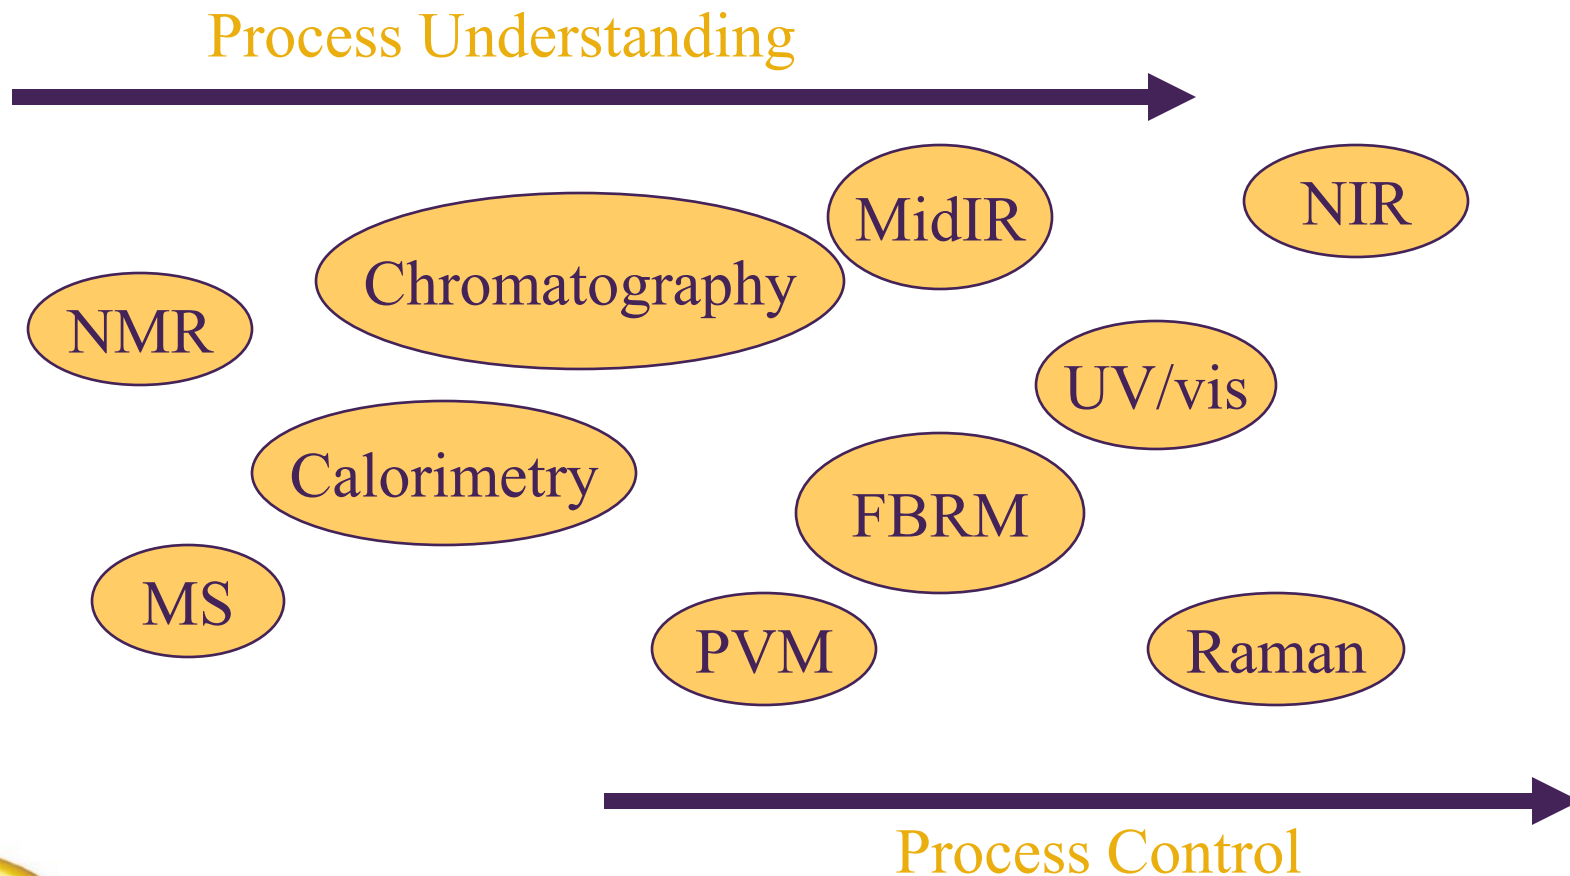 Process Understanding
MidIR
NIR
Chromatography
NMR
UV/vis
Calorimetry
FBRM
MS
PVM
Raman
Process Control